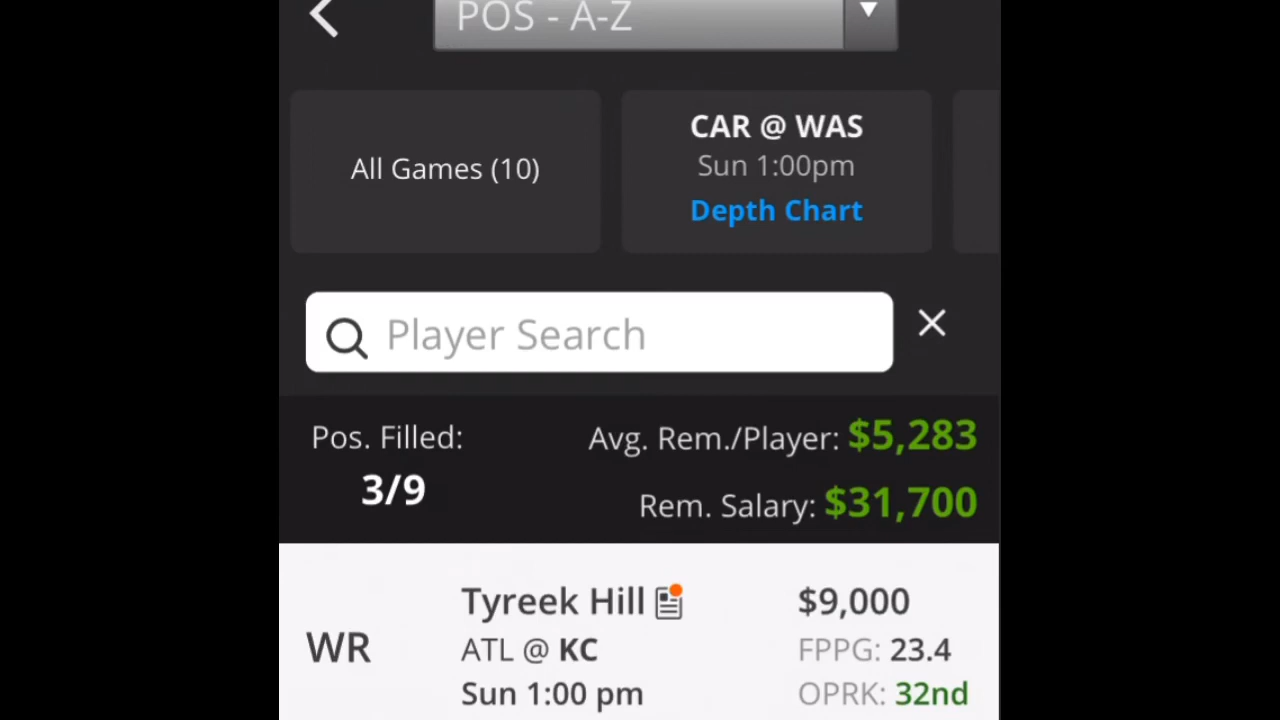 POS - A-Z
All Games (10)
CAR @ WAS
Sun 1:00pm
Depth Chart
Player Search
Pos. Filled:
3/9
Avg. Rem./Player: $5,283
Rem. Salary: $31,700
WR
Tyreek Hill
ATL @ KC
Sun 1:00 pm
$9,000
FPPG: 23.4
OPRK: 32nd